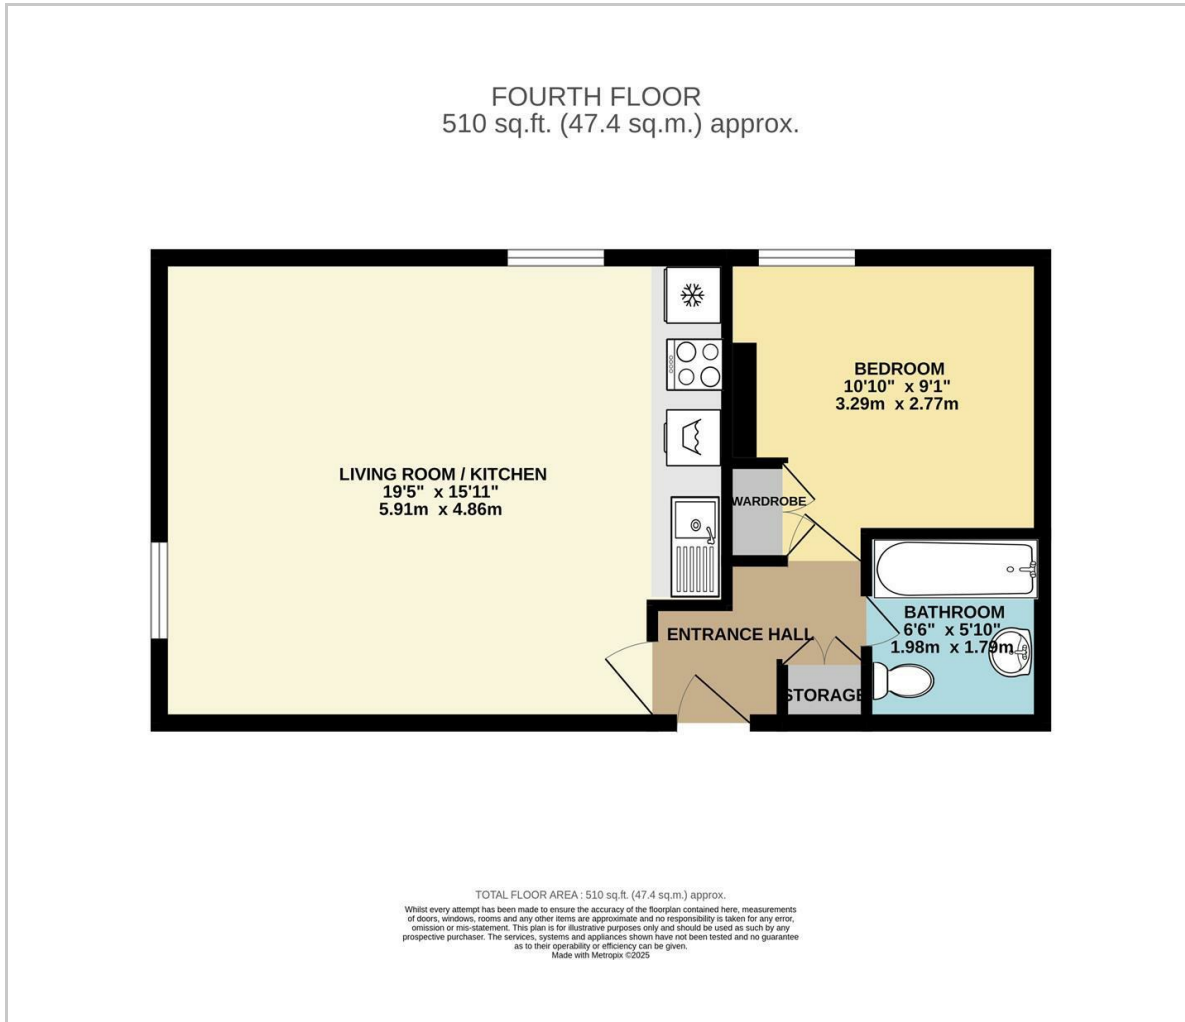 FOURTH FLOOR
510 sq.ft. (47.4 sq.m.) approx.
BEDROOM
10'10" x 9'1"
3.29m x 2.77m
LIVING ROOM / KITCHEN
19'5" x 15'11"
5.91m x 4.86m
WARDROBE
BATHROOM
6'6" x 5'10"
1.98m x 1.79m
ENTRANCE HALL
STORAGE
TOTAL FLOOR AREA : 510 sq.ft. (47.4 sq.m.) approx.
Whilst every attempt has been made to ensure the accuracy of the floorplan contained here, measurements
of doors, windows, rooms and any other items are approximate and no responsibility is taken for any error,
omission or mis-statement. This plan is for illustrative purposes only and should be used as such by any
prospective purchaser. The services, systems and appliances shown have not been tested and no guarantee
as to their operability or efficiency can be given.
Made with Metropix ©2025